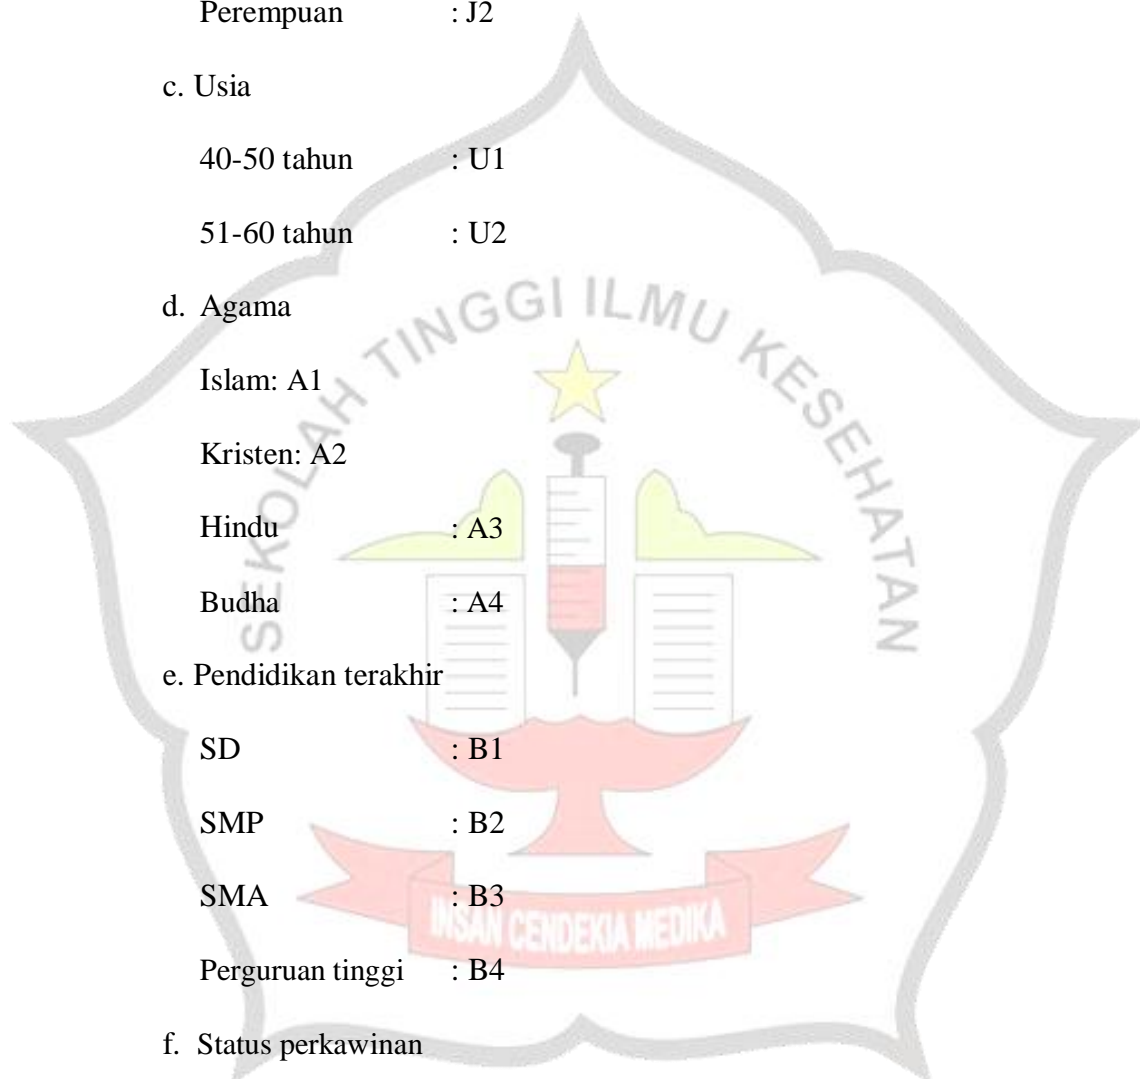 Perempuan : J2
c. Usia
40-50 tahun : U1
51-60 tahun : U2
d. Agama
Islam: A1
Kristen: A2
Hindu : A3
Budha : A4
e. Pendidikan terakhir
SD : B1
SMP : B2
SMA : B3
Perguruan tinggi : B4
f. Status perkawinan
SEKOLAH TINGGI ILMU KESEHATAN
INSAN CENDEKIA MEDIKA